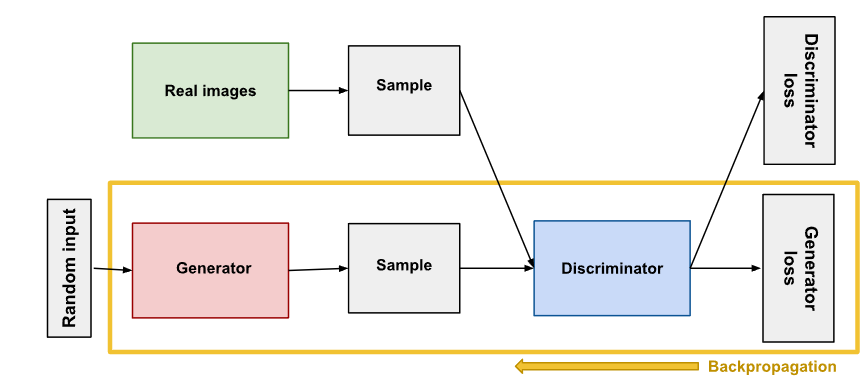 Real images
Sample
Discriminator
loss
Random input
Generator
Sample
Discriminator
Generator
loss
Backpropagation